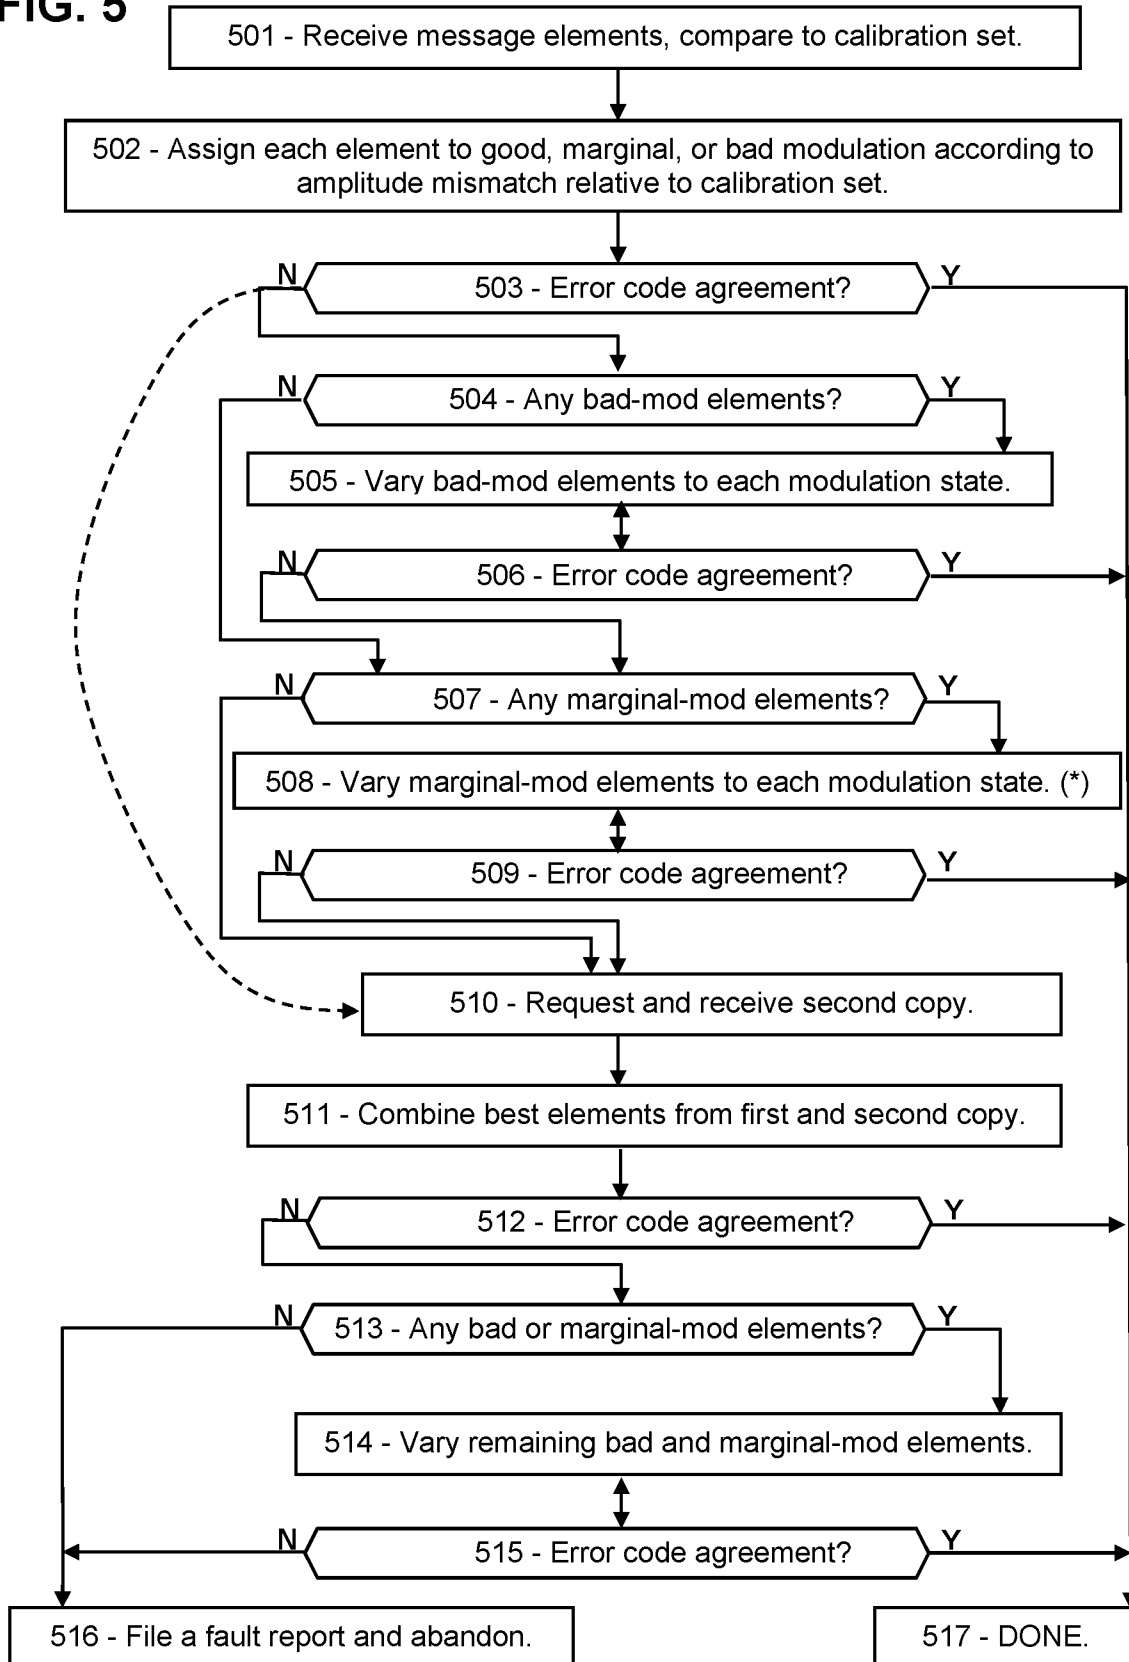 FIG. 5
501 - Receive message elements, compare to calibration set.
502 - Assign each element to good, marginal, or bad modulation according to
amplitude mismatch relative to calibration set.
N
503 - Error code agreement?
Y
N
504 - Any bad-mod elements?
Y
505 - Vary bad-mod elements to each modulation state.
N
506 - Error code agreement?
Y
N
507 - Any marginal-mod elements?
Y
508 - Vary marginal-mod elements to each modulation state. (*)
N
509 - Error code agreement?
Y
510 - Request and receive second copy.
511 - Combine best elements from first and second copy.
N
512 - Error code agreement?
Y
N
513 - Any bad or marginal-mod elements?
Y
514 - Vary remaining bad and marginal-mod elements.
N
515 - Error code agreement?
Y
516 - File a fault report and abandon.
517 - DONE.